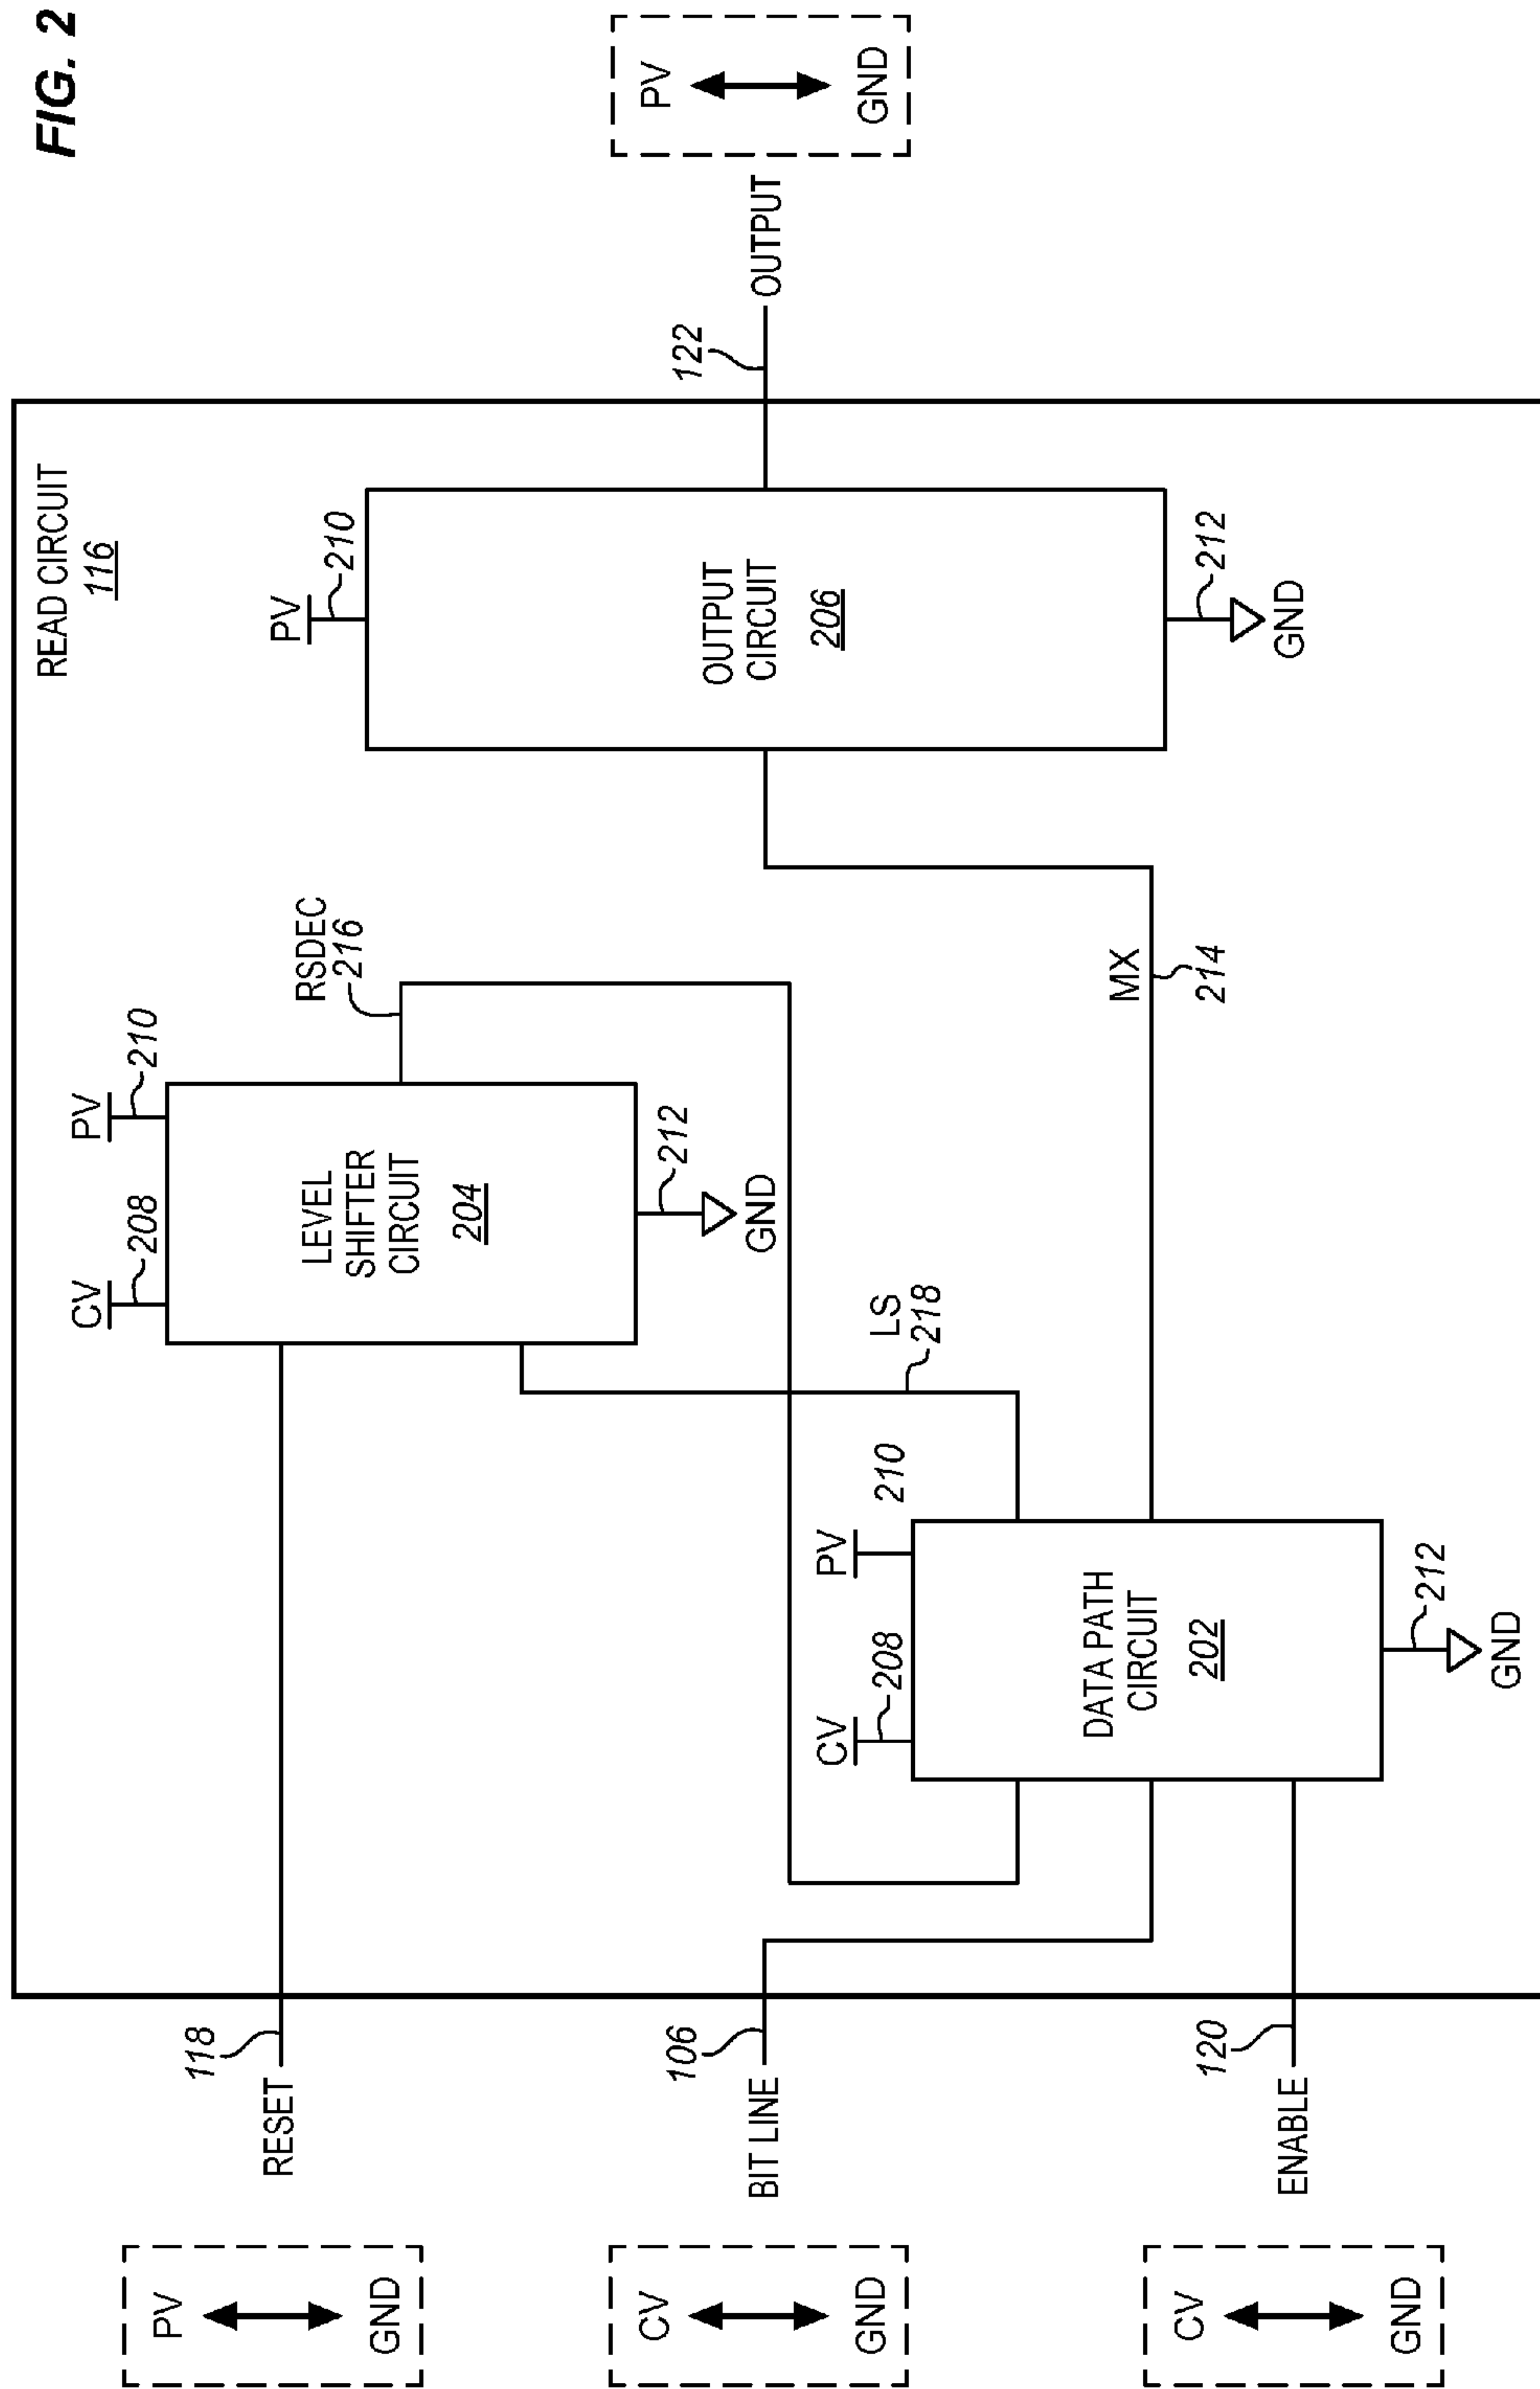 FIG. 2
READ CIRCUIT
116
PV
GND
RESET
118
CV
208
PV
210
LEVEL
SHIFTER
CIRCUIT
204
212
GND
RSDEC
216
PV
210
OUTPUT
CIRCUIT
206
212
GND
122
OUTPUT
PV
GND
CV
GND
BIT LINE
106
LS
218
CV
208
PV
210
DATA PATH
CIRCUIT
202
212
GND
MX
214
CV
GND
ENABLE
120